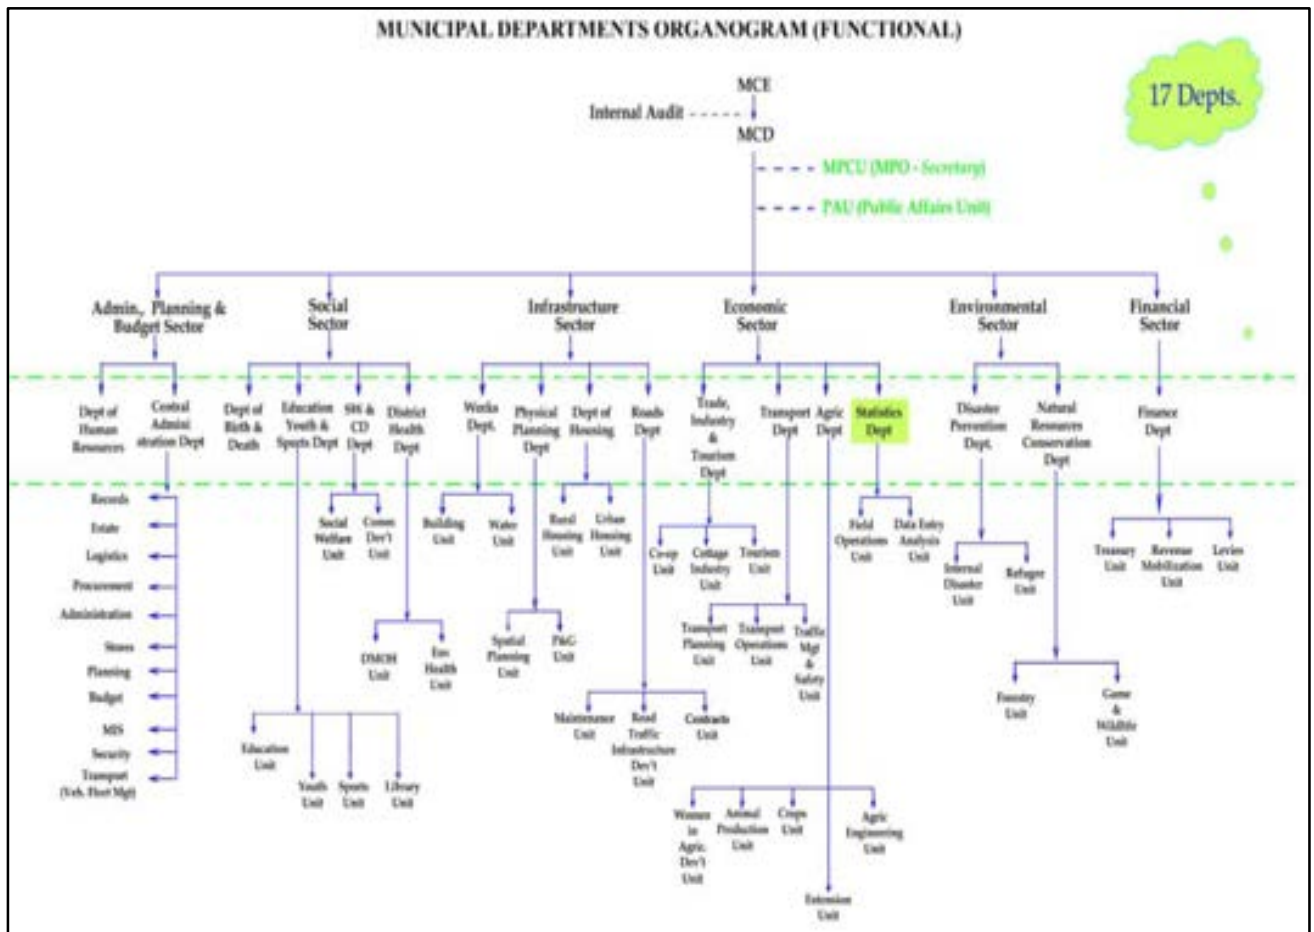 MUNICIPAL DEPARTMENTS ORGANOGRAM (FUNCTIONAL)
17 Depts.
MCE
Internal Audit
MCD
MPCU (MPO - Secretary)
PAU (Public Affairs Unit)
Admin., Planning &
Budget Sector
Social
Sector
Infrastructure
Sector
Economic
Sector
Environmental
Sector
Financial
Sector
Dept of
Human
Resources
Central
Admini
stration Dept
Dept of
Birth &
Death
Education
Youth &
Sports Dept
SW &
CD
Dept
District
Health
Dept
Works
Dept.
Physical
Planning
Dept
Dept of
Housing
Roads
Dept
Trade,
Industry
&
Tourism
Dept
Transport
Dept
Agric
Dept
Statistics
Dept
Disaster
Prevention
Dept.
Natural
Resources
Conservation
Dept
Finance
Dept
Records
Estate
Logistics
Procurement
Administration
Stores
Planning
Budget
MIS
Security
Transport
(Veh. Fleet Mgt)
Social
Welfare
Unit
Comm
Dev't
Unit
Building
Unit
Water
Unit
Rural
Housing
Unit
Urban
Housing
Unit
Co-op
Unit
Cottage
Industry
Unit
Tourism
Unit
Field
Operations
Unit
Data Entry
Analysis
Unit
Internal
Disaster
Unit
Refugee
Unit
Treasury
Unit
Revenue
Mobilization
Unit
Levies
Unit
DMOH
Unit
Env
Health
Unit
Spatial
Planning
Unit
P&G
Unit
Transport
Planning
Unit
Transport
Operations
Unit
Traffic
Mgt
&
Safety
Unit
Forestry
Unit
Game
&
Wildlife
Unit
Education
Unit
Youth
Unit
Sports
Unit
Library
Unit
Maintenance
Unit
Road
Traffic
Infrastructure
Dev't
Unit
Contracts
Unit
Women
in
Agric.
Dev't
Unit
Animal
Production
Unit
Crops
Unit
Agric
Engineering
Unit
Extension
Unit